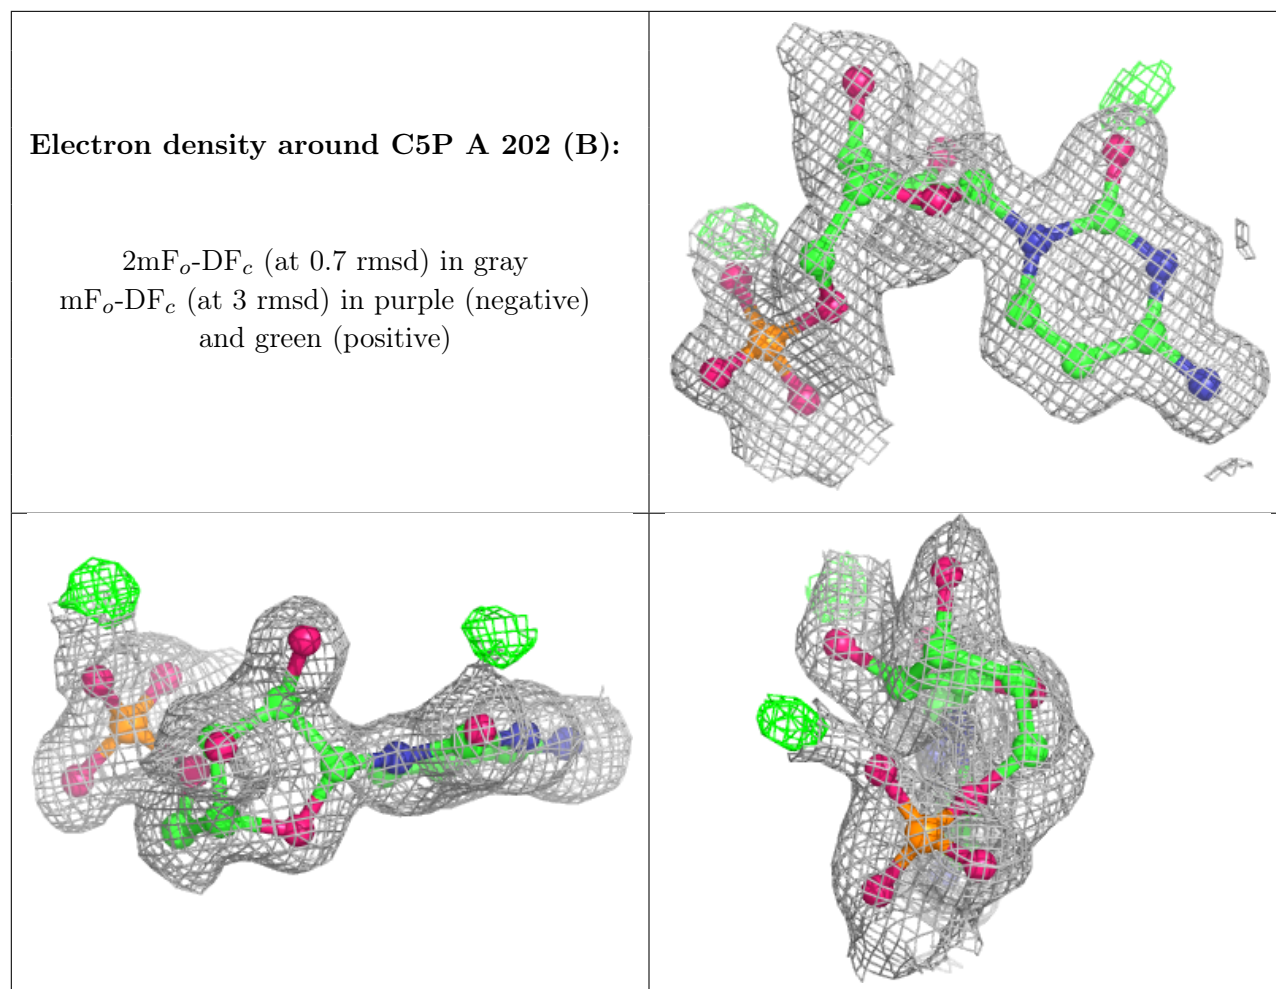 Electron density around C5P A 202 (B):
2mFo-DFc (at 0.7 rmsd) in gray
mFo-DFc (at 3 rmsd) in purple (negative)
and green (positive)